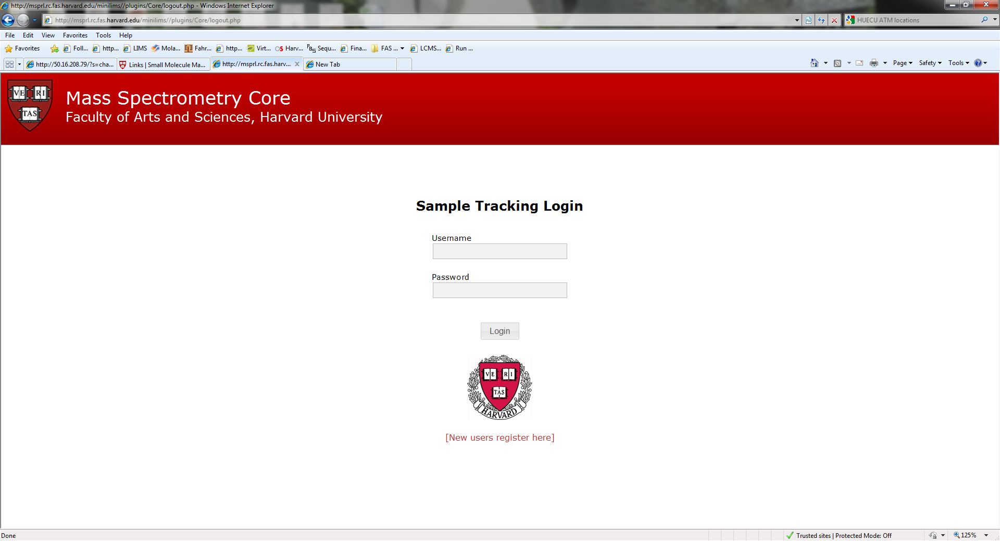 http://msprl.rc.fas.harvard.edu/minilims//plugins/Core/logout.php - Windows Internet Explorer
http://msprl.rc.fas.harvard.edu/minilims//plugins/Core/logout.php
HUECU ATM locations
File Edit View Favorites Tools Help
Favorites Foll... http... LIMS Mola... Fahr... http... Virt... Harv... Sequ... Fina... FAS ... LCMS... Run ...
http://50.16.208.79/?s=cha... Links | Small Molecule Ma... http://msprl.rc.fas.harv... New Tab Page Safety Tools
VE RI TAS
Mass Spectrometry Core
Faculty of Arts and Sciences, Harvard University
Sample Tracking Login
Username
Password
Login
VE RI
TAS
HARVARD
[New users register here]
Done Trusted sites | Protected Mode: Off 125%